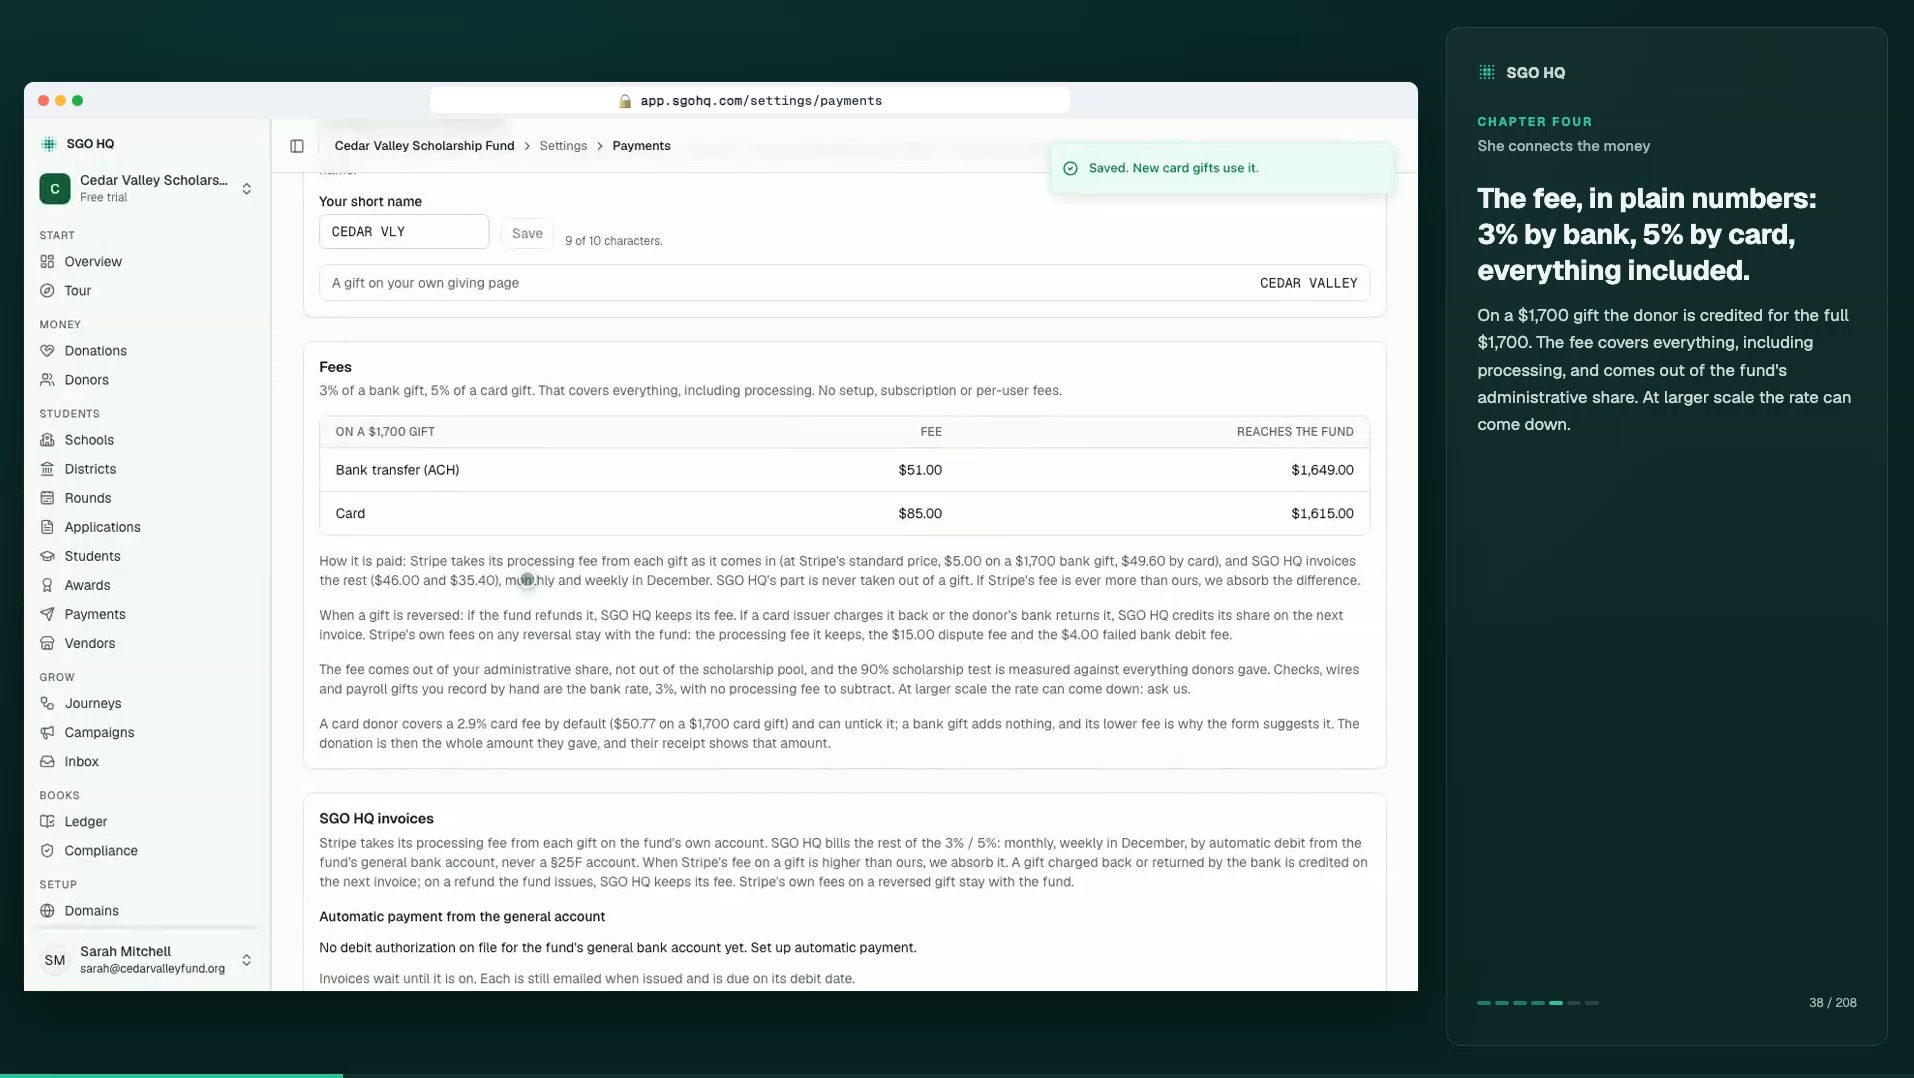 app.sgohq.com/settings/payments
SGO HQ
C
Cedar Valley Scholars...
Free trial
START
Overview
Tour
MONEY
Donations
Donors
STUDENTS
Schools
Districts
Rounds
Applications
Students
Awards
Payments
Vendors
GROW
Journeys
Campaigns
Inbox
BOOKS
Ledger
Compliance
SETUP
Domains
SM
Sarah Mitchell
sarah@cedarvalleyfund.org
Cedar Valley Scholarship Fund > Settings > Payments
Saved. New card gifts use it.
Your short name
CEDAR VLY
Save
9 of 10 characters.
A gift on your own giving page
CEDAR VALLEY
Fees
3% of a bank gift, 5% of a card gift. That covers everything, including processing. No setup, subscription or per-user fees.
ON A $1,700 GIFT FEE REACHES THE FUND
Bank transfer (ACH) $51.00 $1,649.00
Card $85.00 $1,615.00
How it is paid: Stripe takes its processing fee from each gift as it comes in (at Stripe's standard price, $5.00 on a $1,700 bank gift, $49.60 by card), and SGO HQ invoices
the rest ($46.00 and $35.40), monthly and weekly in December. SGO HQ's part is never taken out of a gift. If Stripe's fee is ever more than ours, we absorb the difference.
When a gift is reversed: if the fund refunds it, SGO HQ keeps its fee. If a card issuer charges it back or the donor's bank returns it, SGO HQ credits its share on the next
invoice. Stripe's own fees on any reversal stay with the fund: the processing fee it keeps, the $15.00 dispute fee and the $4.00 failed bank debit fee.
The fee comes out of your administrative share, not out of the scholarship pool, and the 90% scholarship test is measured against everything donors gave. Checks, wires
and payroll gifts you record by hand are the bank rate, 3%, with no processing fee to subtract. At larger scale the rate can come down: ask us.
A card donor covers a 2.9% card fee by default ($50.77 on a $1,700 card gift) and can untick it; a bank gift adds nothing, and its lower fee is why the form suggests it. The
donation is then the whole amount they gave, and their receipt shows that amount.
SGO HQ invoices
Stripe takes its processing fee from each gift on the fund's own account. SGO HQ bills the rest of the 3% / 5%: monthly, weekly in December, by automatic debit from the
fund's general bank account, never a §25F account. When Stripe's fee on a gift is higher than ours, we absorb it. A gift charged back or returned by the bank is credited on
the next invoice; on a refund the fund issues, SGO HQ keeps its fee. Stripe's own fees on a reversed gift stay with the fund.
Automatic payment from the general account
No debit authorization on file for the fund's general bank account yet. Set up automatic payment.
Invoices wait until it is on. Each is still emailed when issued and is due on its debit date.
SGO HQ
CHAPTER FOUR
She connects the money
The fee, in plain numbers:
3% by bank, 5% by card,
everything included.
On a $1,700 gift the donor is credited for the full
$1,700. The fee covers everything, including
processing, and comes out of the fund's
administrative share. At larger scale the rate can
come down.
38 / 208